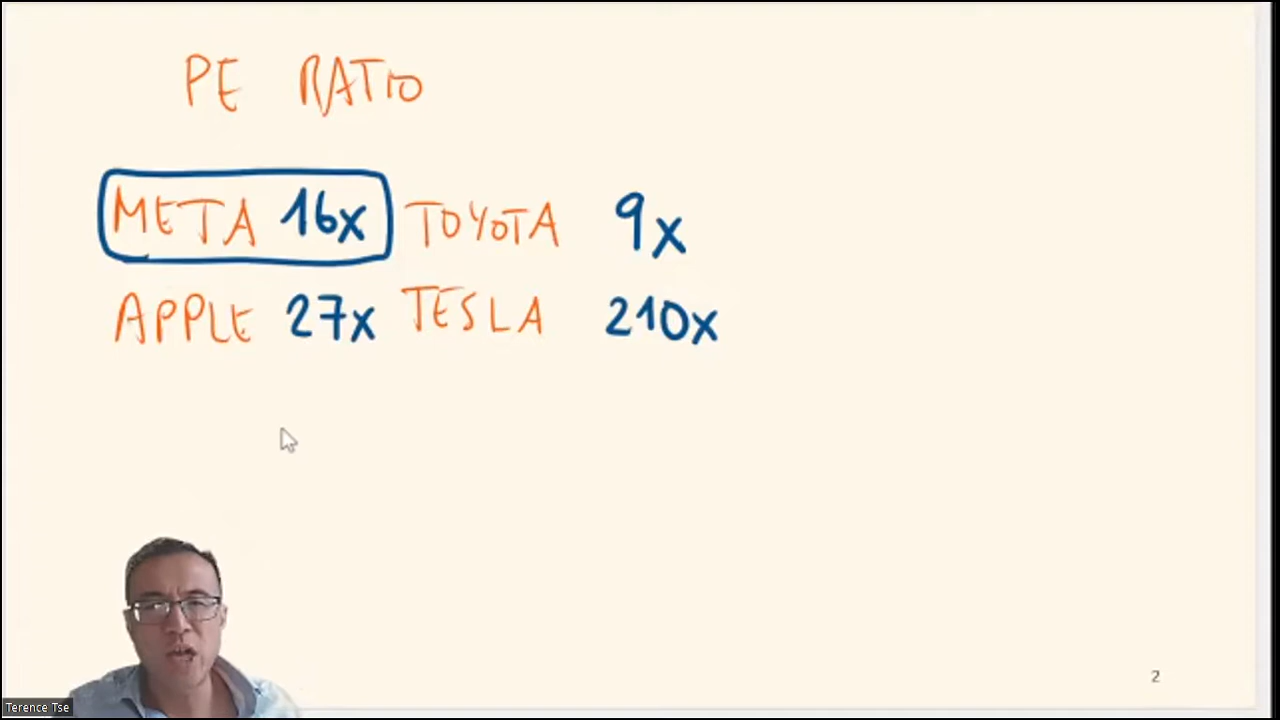 PE RATIO
META 16x TOYOTA 9x
APPLE 27x TESLA 210x
2
Terence Tse